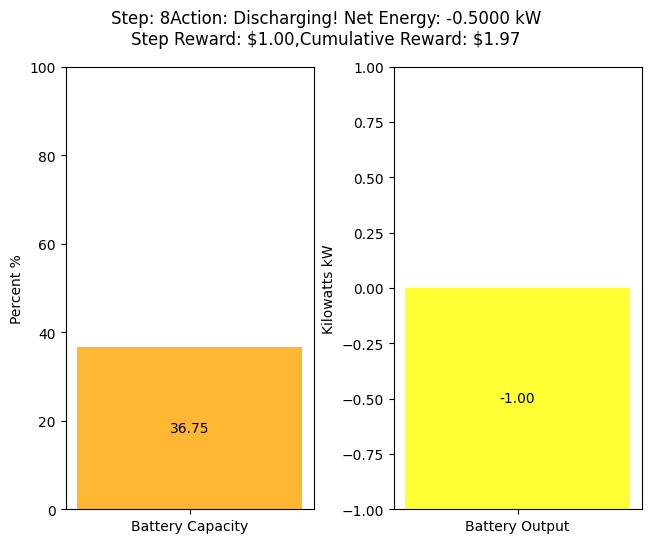 Step: 8Action: Discharging! Net Energy: -0.5000 kW
Step Reward: $1.00,Cumulative Reward: $1.97
100
80
60
40
20
0
Percent %
36.75
Battery Capacity
1.00
0.75
0.50
0.25
0.00
−0.25
−0.50
−0.75
−1.00
Kilowatts kW
-1.00
Battery Output